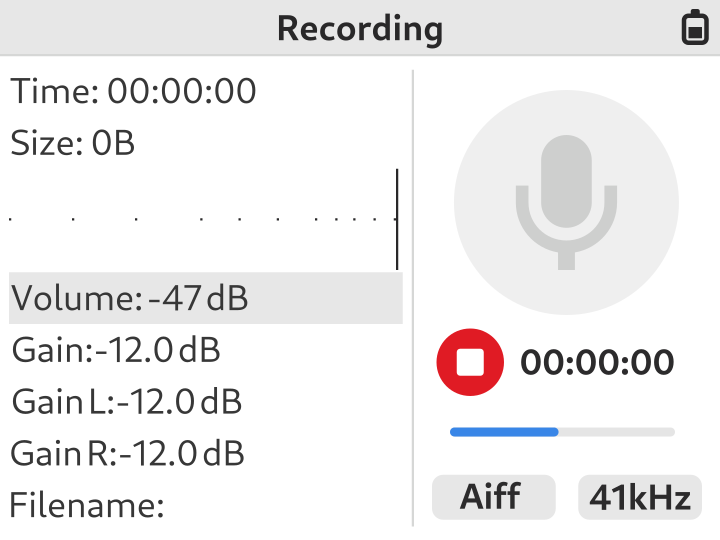 Recording
Time: 00:00:00
Size: 0B
Volume: -47 dB
Gain:-12.0 dB
Gain L:-12.0 dB
Gain R:-12.0 dB
Filename:
00:00:00
Aiff
41kHz